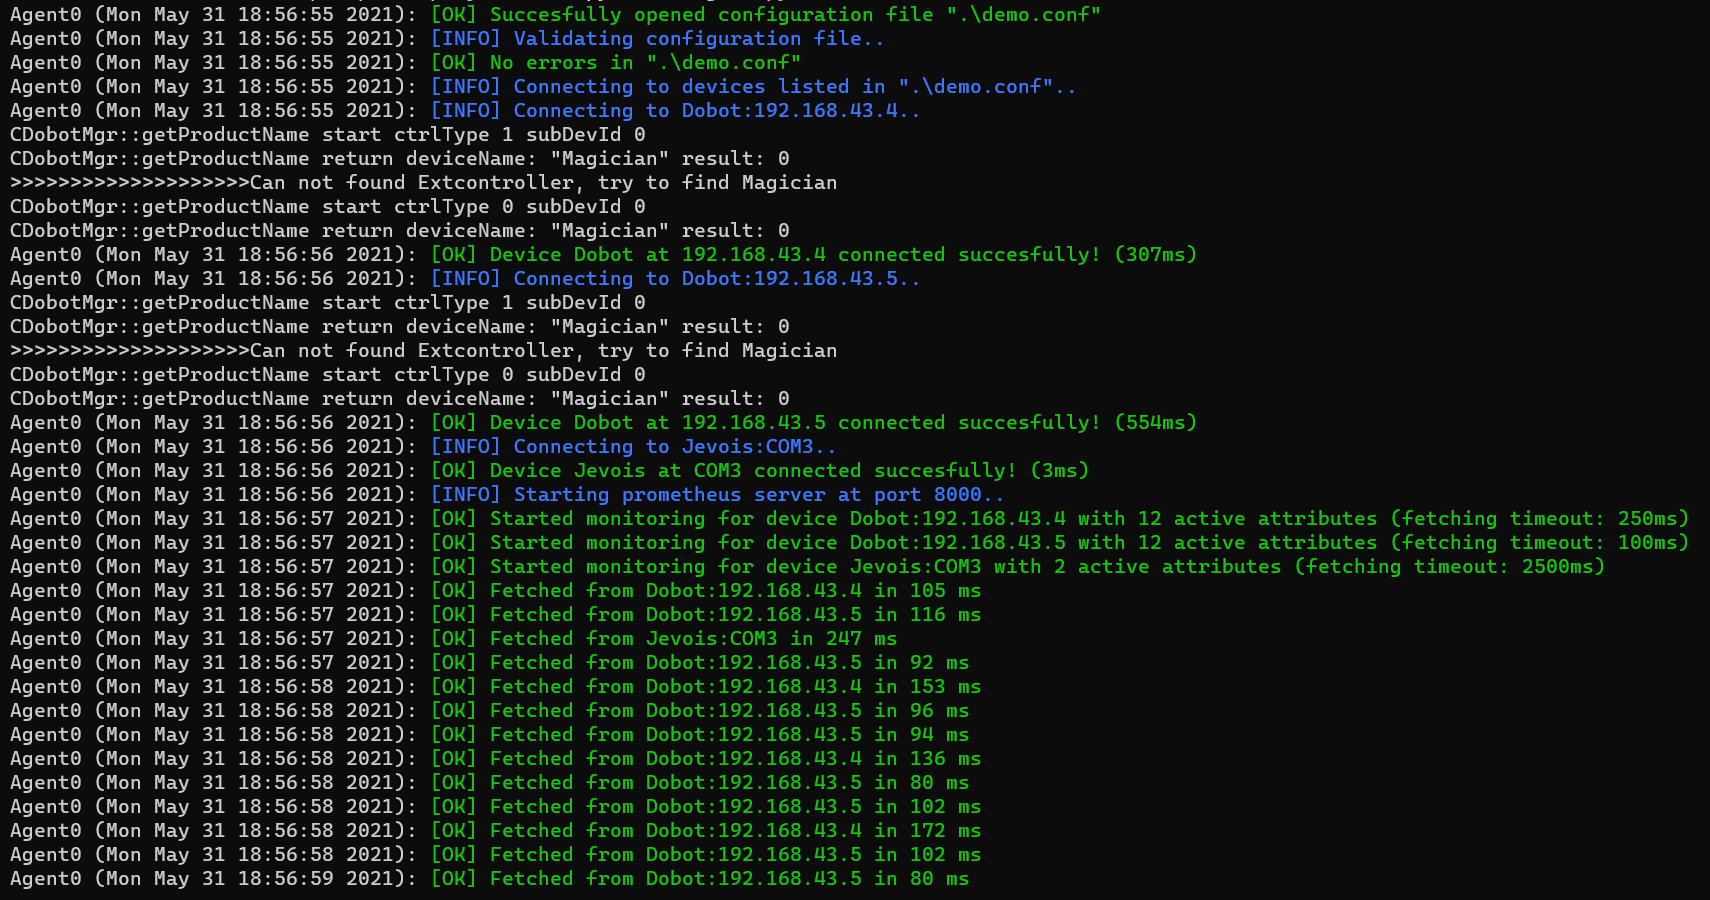 Agent0 (Mon May 31 18:56:55 2021): [OK] Succesfully opened configuration file ".\demo.conf"
Agent0 (Mon May 31 18:56:55 2021): [INFO] Validating configuration file..
Agent0 (Mon May 31 18:56:55 2021): [OK] No errors in ".\demo.conf"
Agent0 (Mon May 31 18:56:55 2021): [INFO] Connecting to devices listed in ".\demo.conf"..
Agent0 (Mon May 31 18:56:55 2021): [INFO] Connecting to Dobot:192.168.43.4..
CDobotMgr::getProductName start ctrlType 1 subDevId 0
CDobotMgr::getProductName return deviceName: "Magician" result: 0
>>>>>>>>>>>>>>>>>>>>Can not found Extcontroller, try to find Magician
CDobotMgr::getProductName start ctrlType 0 subDevId 0
CDobotMgr::getProductName return deviceName: "Magician" result: 0
Agent0 (Mon May 31 18:56:56 2021): [OK] Device Dobot at 192.168.43.4 connected succesfully! (307ms)
Agent0 (Mon May 31 18:56:56 2021): [INFO] Connecting to Dobot:192.168.43.5..
CDobotMgr::getProductName start ctrlType 1 subDevId 0
CDobotMgr::getProductName return deviceName: "Magician" result: 0
>>>>>>>>>>>>>>>>>>>>Can not found Extcontroller, try to find Magician
CDobotMgr::getProductName start ctrlType 0 subDevId 0
CDobotMgr::getProductName return deviceName: "Magician" result: 0
Agent0 (Mon May 31 18:56:56 2021): [OK] Device Dobot at 192.168.43.5 connected succesfully! (554ms)
Agent0 (Mon May 31 18:56:56 2021): [INFO] Connecting to Jevois:COM3..
Agent0 (Mon May 31 18:56:56 2021): [OK] Device Jevois at COM3 connected succesfully! (3ms)
Agent0 (Mon May 31 18:56:56 2021): [INFO] Starting prometheus server at port 8000..
Agent0 (Mon May 31 18:56:57 2021): [OK] Started monitoring for device Dobot:192.168.43.4 with 12 active attributes (fetching timeout: 250ms)
Agent0 (Mon May 31 18:56:57 2021): [OK] Started monitoring for device Dobot:192.168.43.5 with 12 active attributes (fetching timeout: 100ms)
Agent0 (Mon May 31 18:56:57 2021): [OK] Started monitoring for device Jevois:COM3 with 2 active attributes (fetching timeout: 2500ms)
Agent0 (Mon May 31 18:56:57 2021): [OK] Fetched from Dobot:192.168.43.4 in 105 ms
Agent0 (Mon May 31 18:56:57 2021): [OK] Fetched from Dobot:192.168.43.5 in 116 ms
Agent0 (Mon May 31 18:56:57 2021): [OK] Fetched from Jevois:COM3 in 247 ms
Agent0 (Mon May 31 18:56:57 2021): [OK] Fetched from Dobot:192.168.43.5 in 92 ms
Agent0 (Mon May 31 18:56:58 2021): [OK] Fetched from Dobot:192.168.43.4 in 153 ms
Agent0 (Mon May 31 18:56:58 2021): [OK] Fetched from Dobot:192.168.43.5 in 96 ms
Agent0 (Mon May 31 18:56:58 2021): [OK] Fetched from Dobot:192.168.43.5 in 94 ms
Agent0 (Mon May 31 18:56:58 2021): [OK] Fetched from Dobot:192.168.43.4 in 136 ms
Agent0 (Mon May 31 18:56:58 2021): [OK] Fetched from Dobot:192.168.43.5 in 80 ms
Agent0 (Mon May 31 18:56:58 2021): [OK] Fetched from Dobot:192.168.43.5 in 102 ms
Agent0 (Mon May 31 18:56:58 2021): [OK] Fetched from Dobot:192.168.43.4 in 172 ms
Agent0 (Mon May 31 18:56:58 2021): [OK] Fetched from Dobot:192.168.43.5 in 102 ms
Agent0 (Mon May 31 18:56:59 2021): [OK] Fetched from Dobot:192.168.43.5 in 80 ms